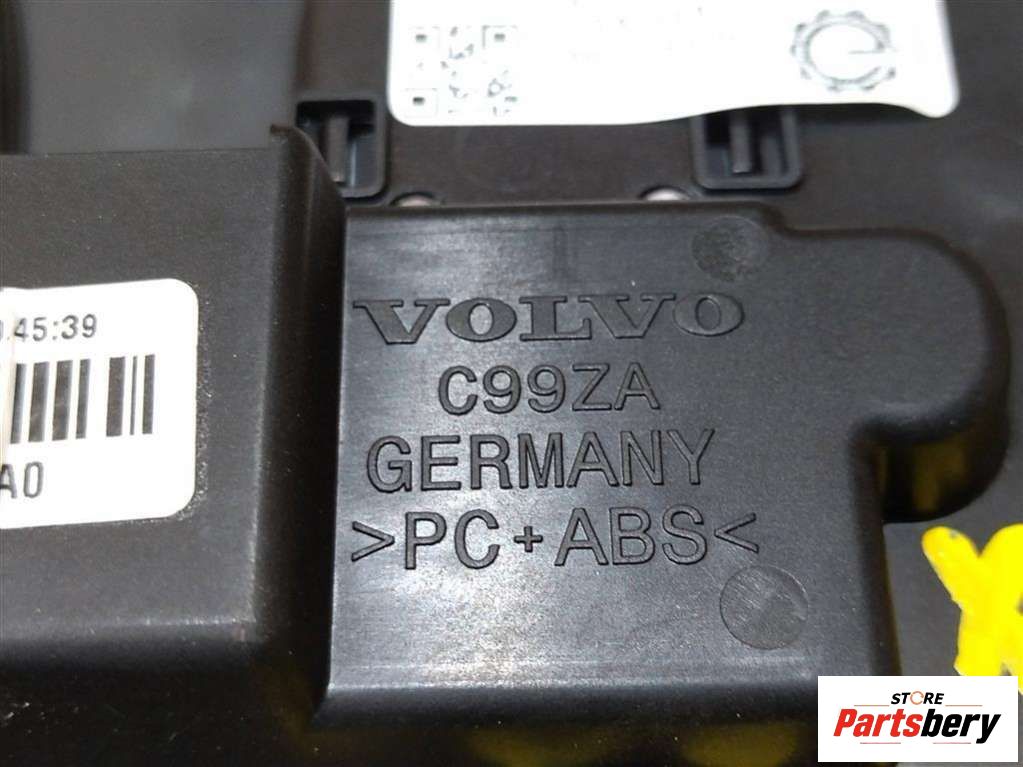 45:39
A0
VOLVO
C99ZA
GERMANY
>PC+ABS<
STORE
Partsbery